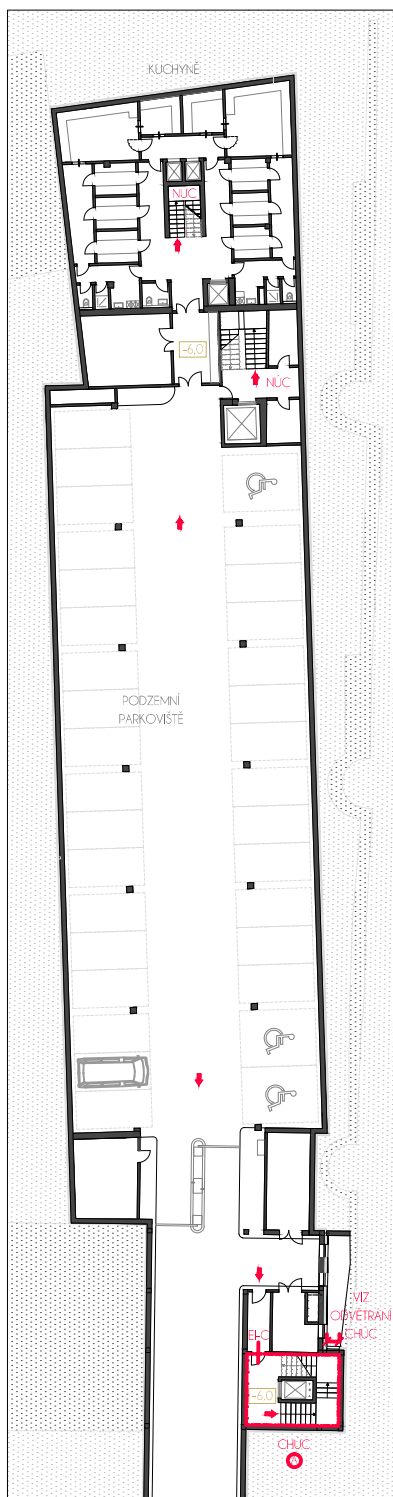 KUCHYNĚ
NÚC
-6,0
NÚC
PODZEMNÍ
PARKOVIŠTĚ
VIZ
ODVĚTRÁNÍ
CHÚC
EI-C
-6,0
CHÚC
A